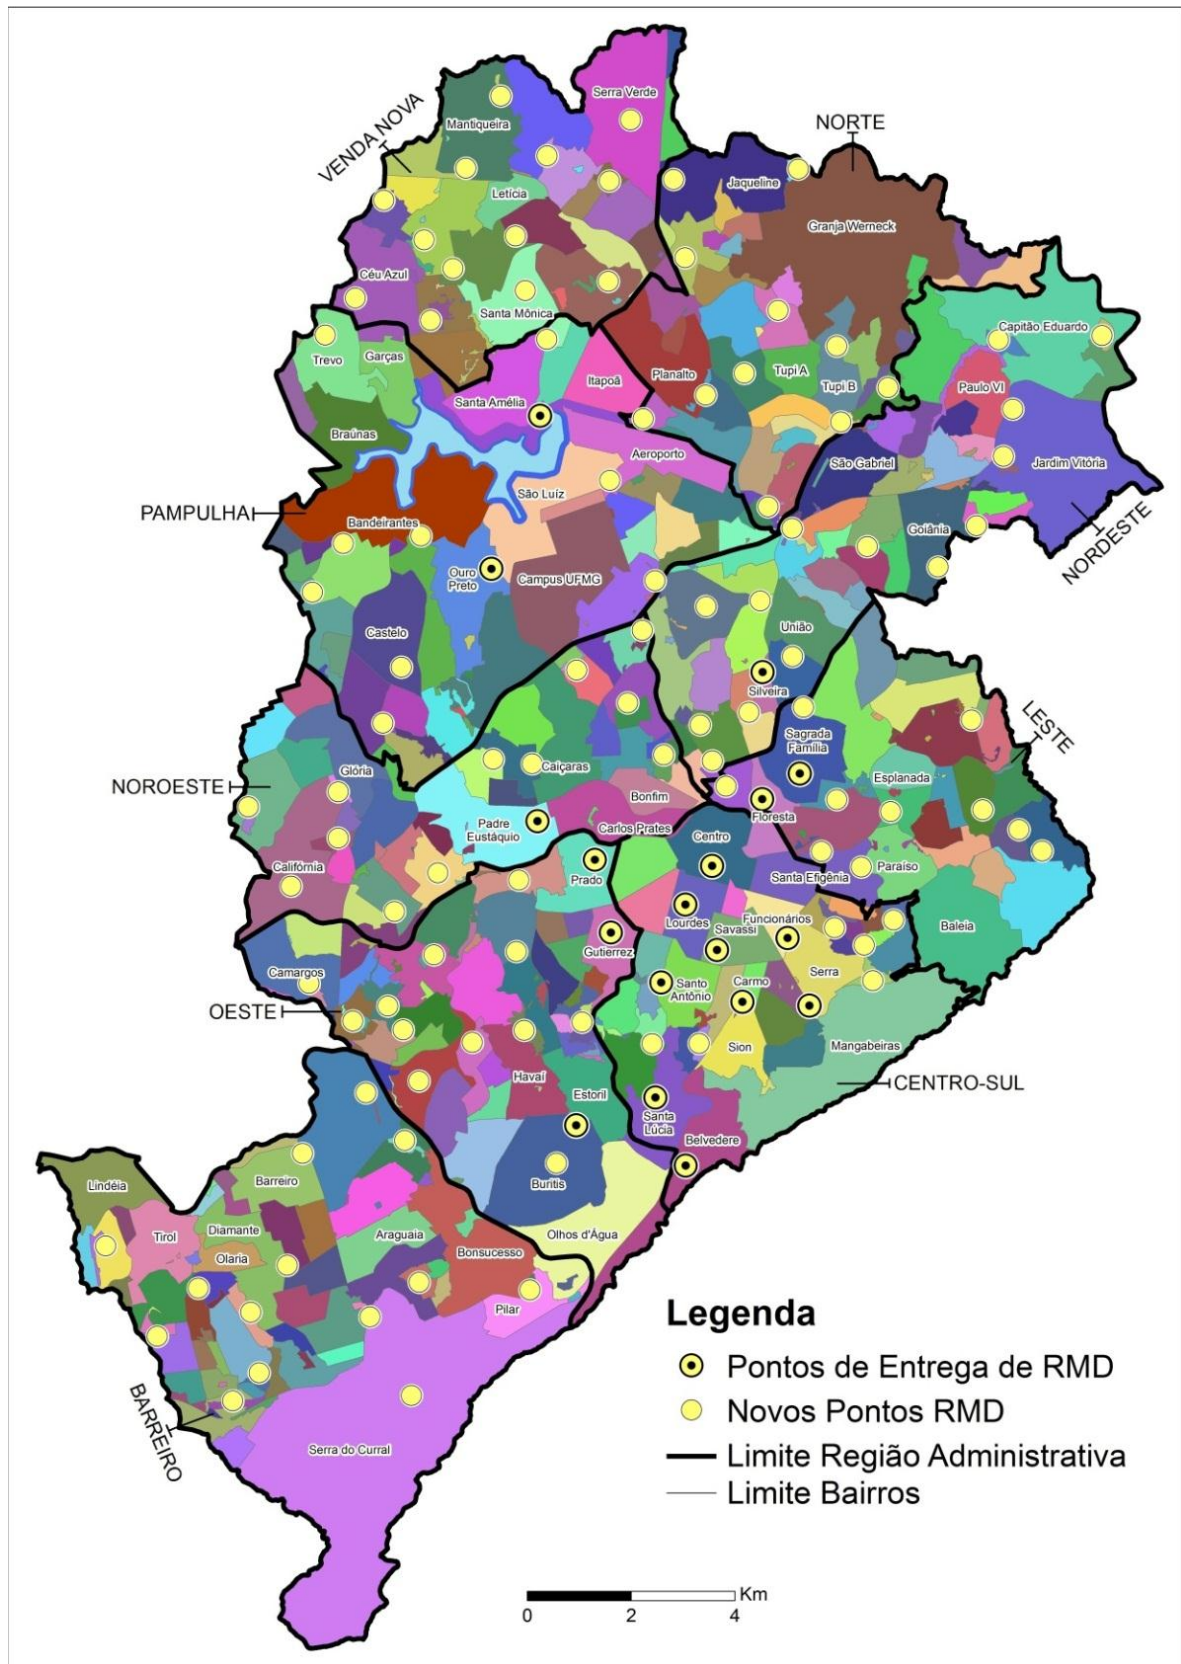 Serra Verde
Mantiqueira
VENDA NOVA
NORTE
Jaqueline
Letícia
Granja Werneck
Céu Azul
Santa Mônica
Capitão Eduardo
Trevo
Garças
Itapoã
Planalto
Tupi A
Tupi B
Paulo VI
Santa Amélia
Braúnas
Aeroporto
São Gabriel
Jardim Vitória
São Luíz
PAMPULHA
Bandeirantes
Goiânia
NORDESTE
Ouro
Preto
Campus UFMG
Castelo
União
Silveira
LESTE
Sagrada
Família
Glória
Caiçaras
Esplanada
NOROESTE
Bonfim
Floresta
Padre
Eustáquio
Carlos Prates
Centro
Califórnia
Prado
Santa Efigênia
Paraíso
Lourdes
Funcionários
Savassi
Baleia
Gutierrez
Camargos
Serra
Santo
Antônio
Carmo
OESTE
Sion
Mangabeiras
Havaí
CENTRO-SUL
Estoril
Santa
Lúcia
Belvedere
Lindéia
Barreiro
Buritis
Tirol
Diamante
Araguaia
Olhos d'Água
Olaria
Bonsucesso
Pilar
BARREIRO
Serra do Curral
Legenda
Pontos de Entrega de RMD
Novos Pontos RMD
Limite Região Administrativa
Limite Bairros
Km
0 2 4